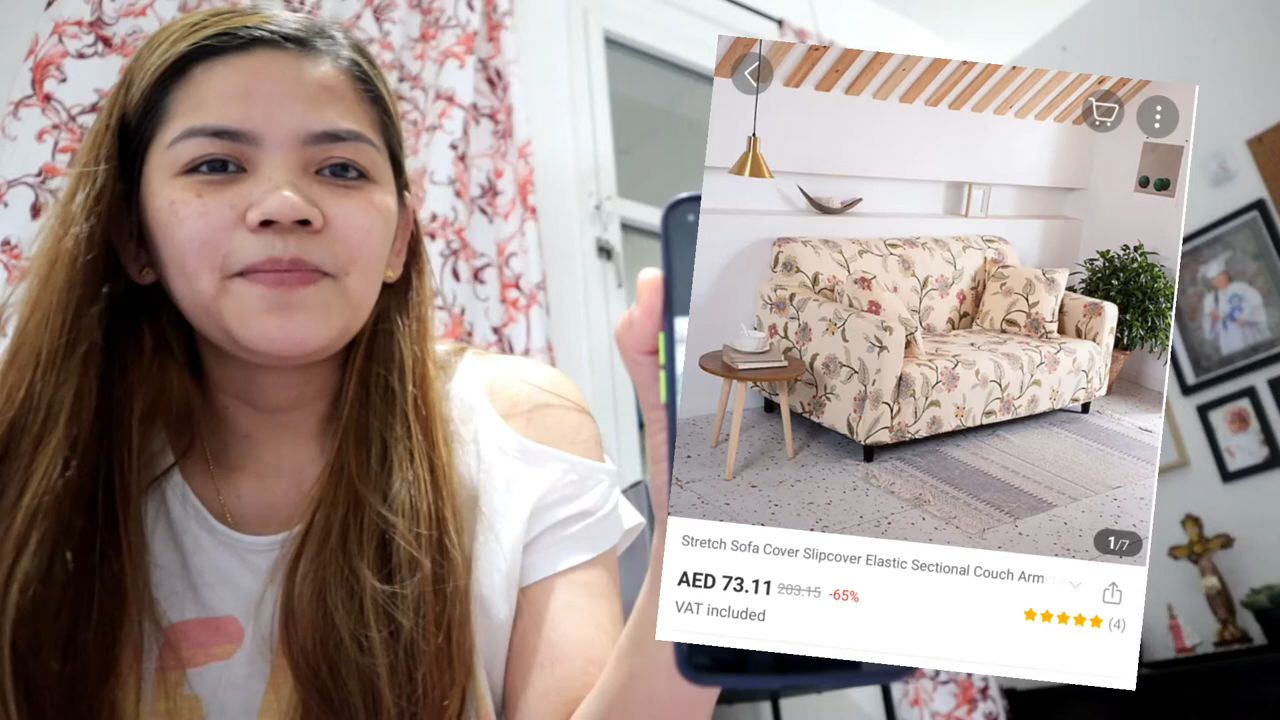 1/7
Stretch Sofa Cover Slipcover Elastic Sectional Couch Arm
AED 73.11 203.15 -65%
VAT included
(4)